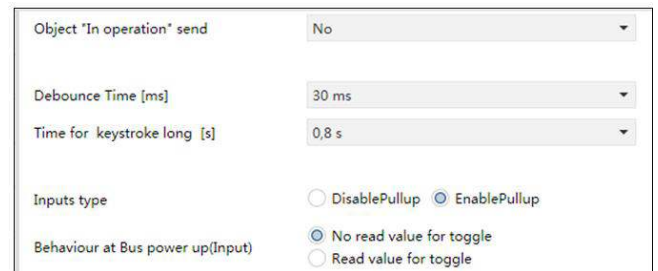 Object "In operation" send No
Debounce Time [ms] 30 ms
Time for keystroke long [s] 0,8 s
Inputs type DisablePullup EnablePullup
Behaviour at Bus power up(Input) No read value for toggle
Read value for toggle